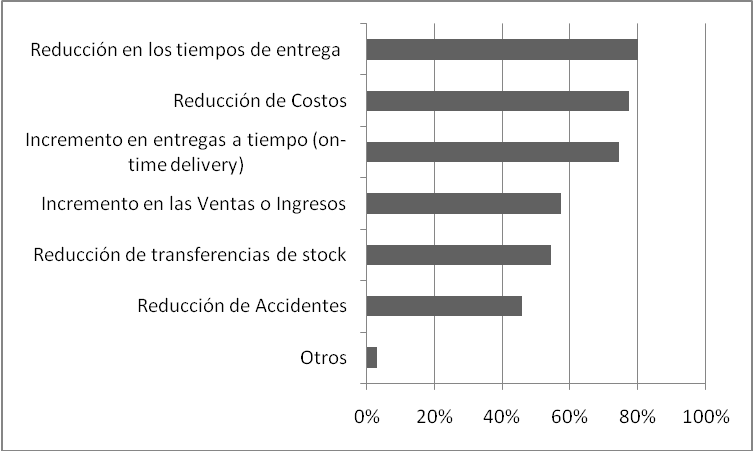 Reducción en los tiempos de entrega
Reducción de Costos
Incremento en entregas a tiempo (on-
time delivery)
Incremento en las Ventas o Ingresos
Reducción de transferencias de stock
Reducción de Accidentes
Otros
0% 20% 40% 60% 80% 100%